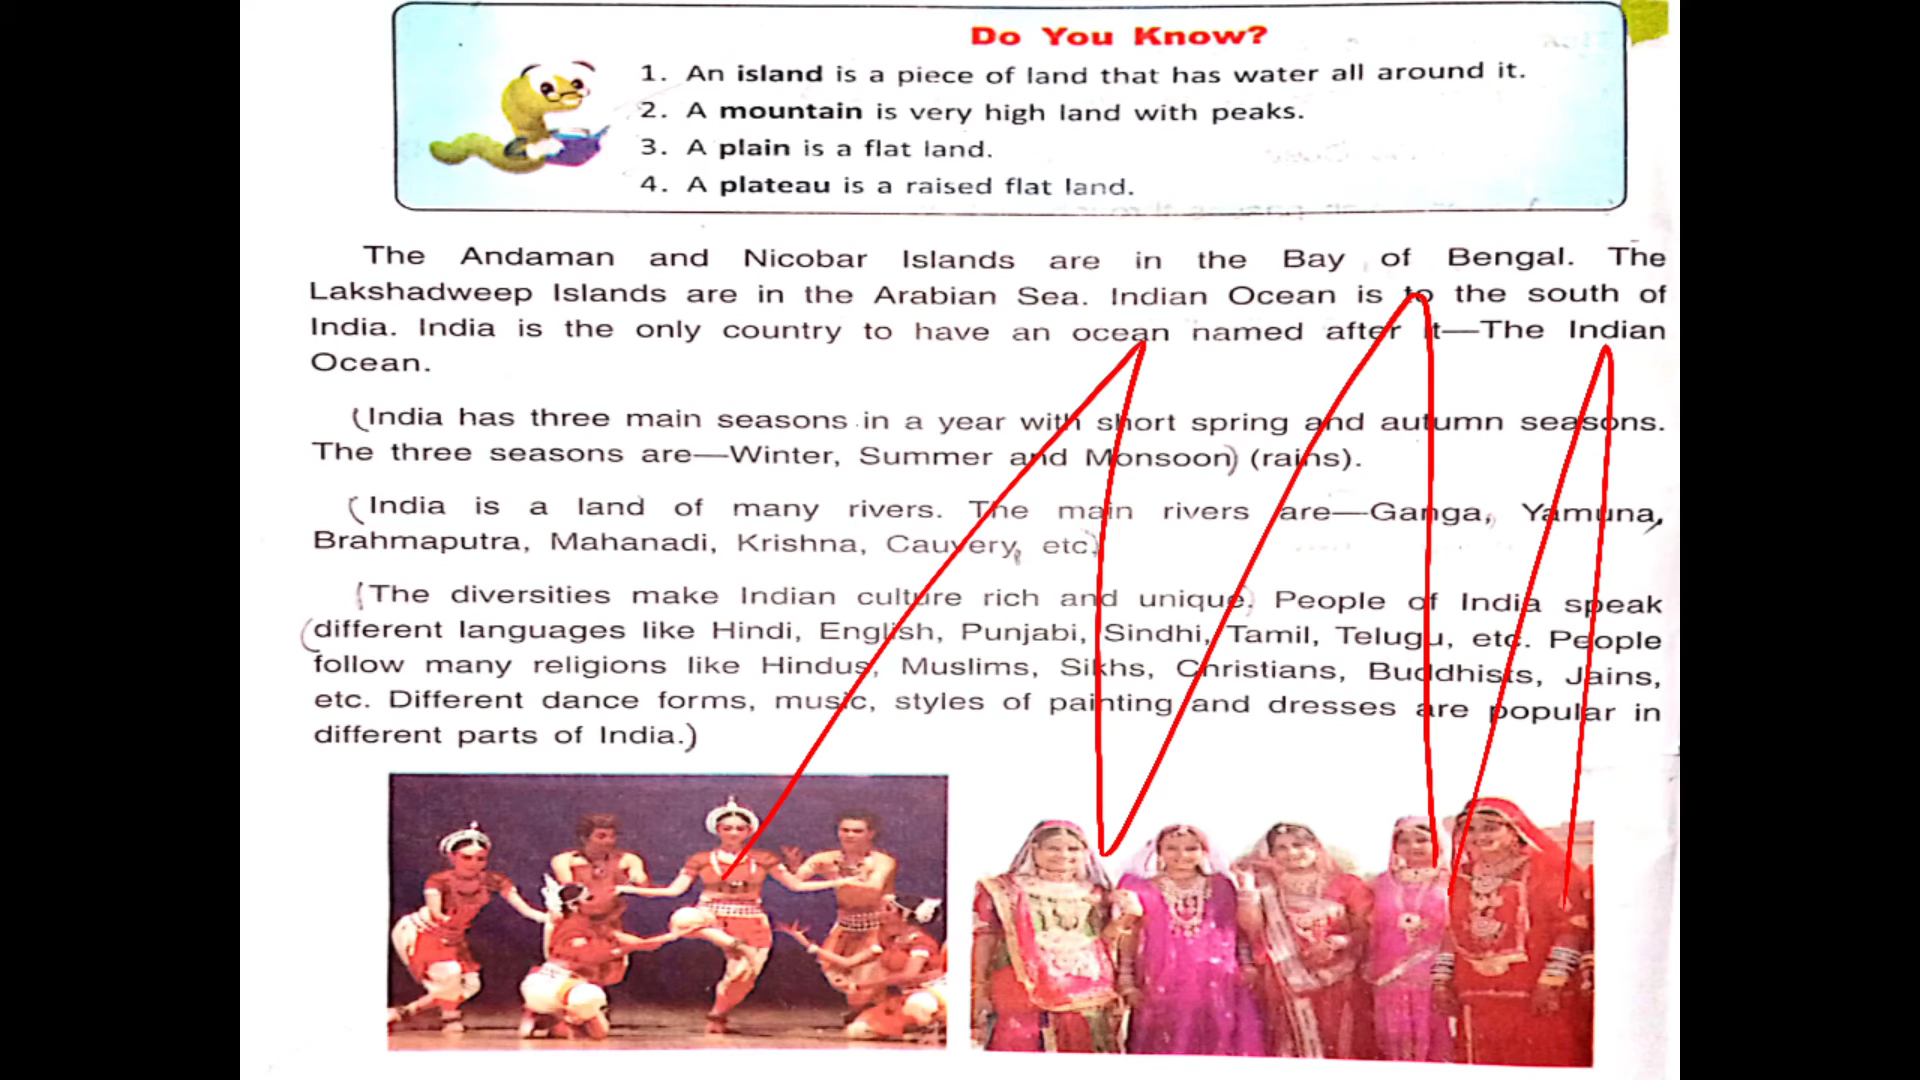 Do You Know?
1. An island is a piece of land that has water all around it.
2. A mountain is very high land with peaks.
3. A plain is a flat land.
4. A plateau is a raised flat land.
The Andaman and Nicobar Islands are in the Bay of Bengal. The
Lakshadweep Islands are in the Arabian Sea. Indian Ocean is to the south of
India. India is the only country to have an ocean named after it—The Indian
Ocean.
(India has three main seasons in a year with short spring and autumn seasons.
The three seasons are—Winter, Summer and Monsoon) (rains).
(India is a land of many rivers. The main rivers are—Ganga, Yamuna,
Brahmaputra, Mahanadi, Krishna, Cauvery, etc.)
(The diversities make Indian culture rich and unique). People of India speak
(different languages like Hindi, English, Punjabi, Sindhi, Tamil, Telugu, etc. People
follow many religions like Hindus, Muslims, Sikhs, Christians, Buddhists, Jains,
etc. Different dance forms, music, styles of painting and dresses are popular in
different parts of India.)